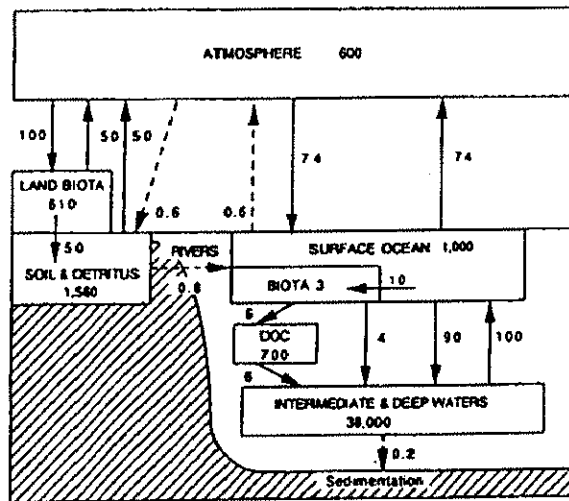 ATMOSPHERE 600
100
50
50
74
74
LAND BIOTA
610
0.6
0.6
50
SOIL & DETRITUS
RIVERS
0.8
SURFACE OCEAN 1,000
BIOTA 3
10
6
DOC
700
4
90
100
6
INTERMEDIATE & DEEP WATERS
38,000
0.2
Sedimentation